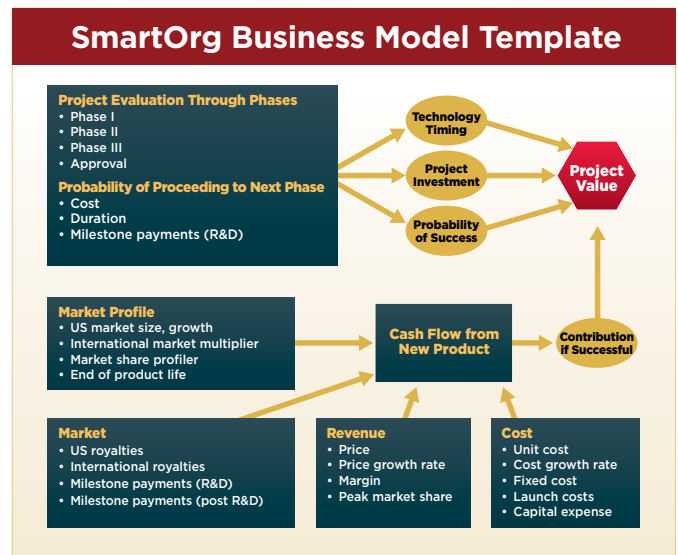 SmartOrg Business Model Template
Project Evaluation Through Phases
• Phase I
• Phase II
• Phase III
• Approval
Probability of Proceeding to Next Phase
• Cost
• Duration
• Milestone payments (R&D)
Technology
Timing
Project
Investment
Probability
of Success
Project
Value
Market Profile
• US market size, growth
• International market multiplier
• Market share profiler
• End of product life
Cash Flow from
New Product
Contribution
if Successful
Market
• US royalties
• International royalties
• Milestone payments (R&D)
• Milestone payments (post R&D)
Revenue
• Price
• Price growth rate
• Margin
• Peak market share
Cost
• Unit cost
• Cost growth rate
• Fixed cost
• Launch costs
• Capital expense